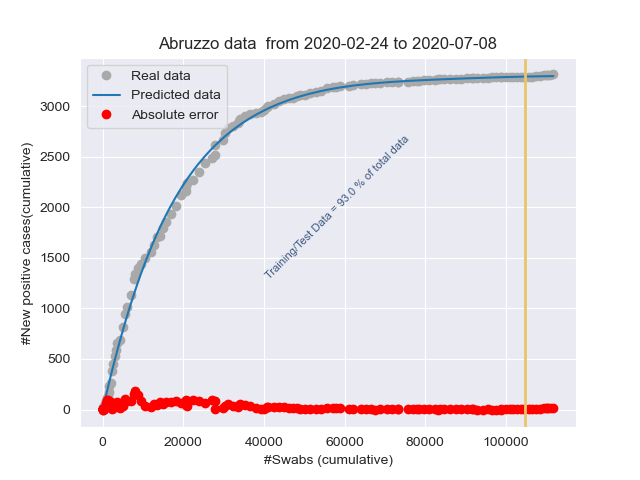 Abruzzo data  from 2020-02-24 to 2020-07-08
Real data
Predicted data
Absolute error
Training/Test Data = 93.0 % of total data
#New positive cases(cumulative)
3000
2500
2000
1500
1000
500
0
0
20000
40000
60000
80000
100000
#Swabs (cumulative)